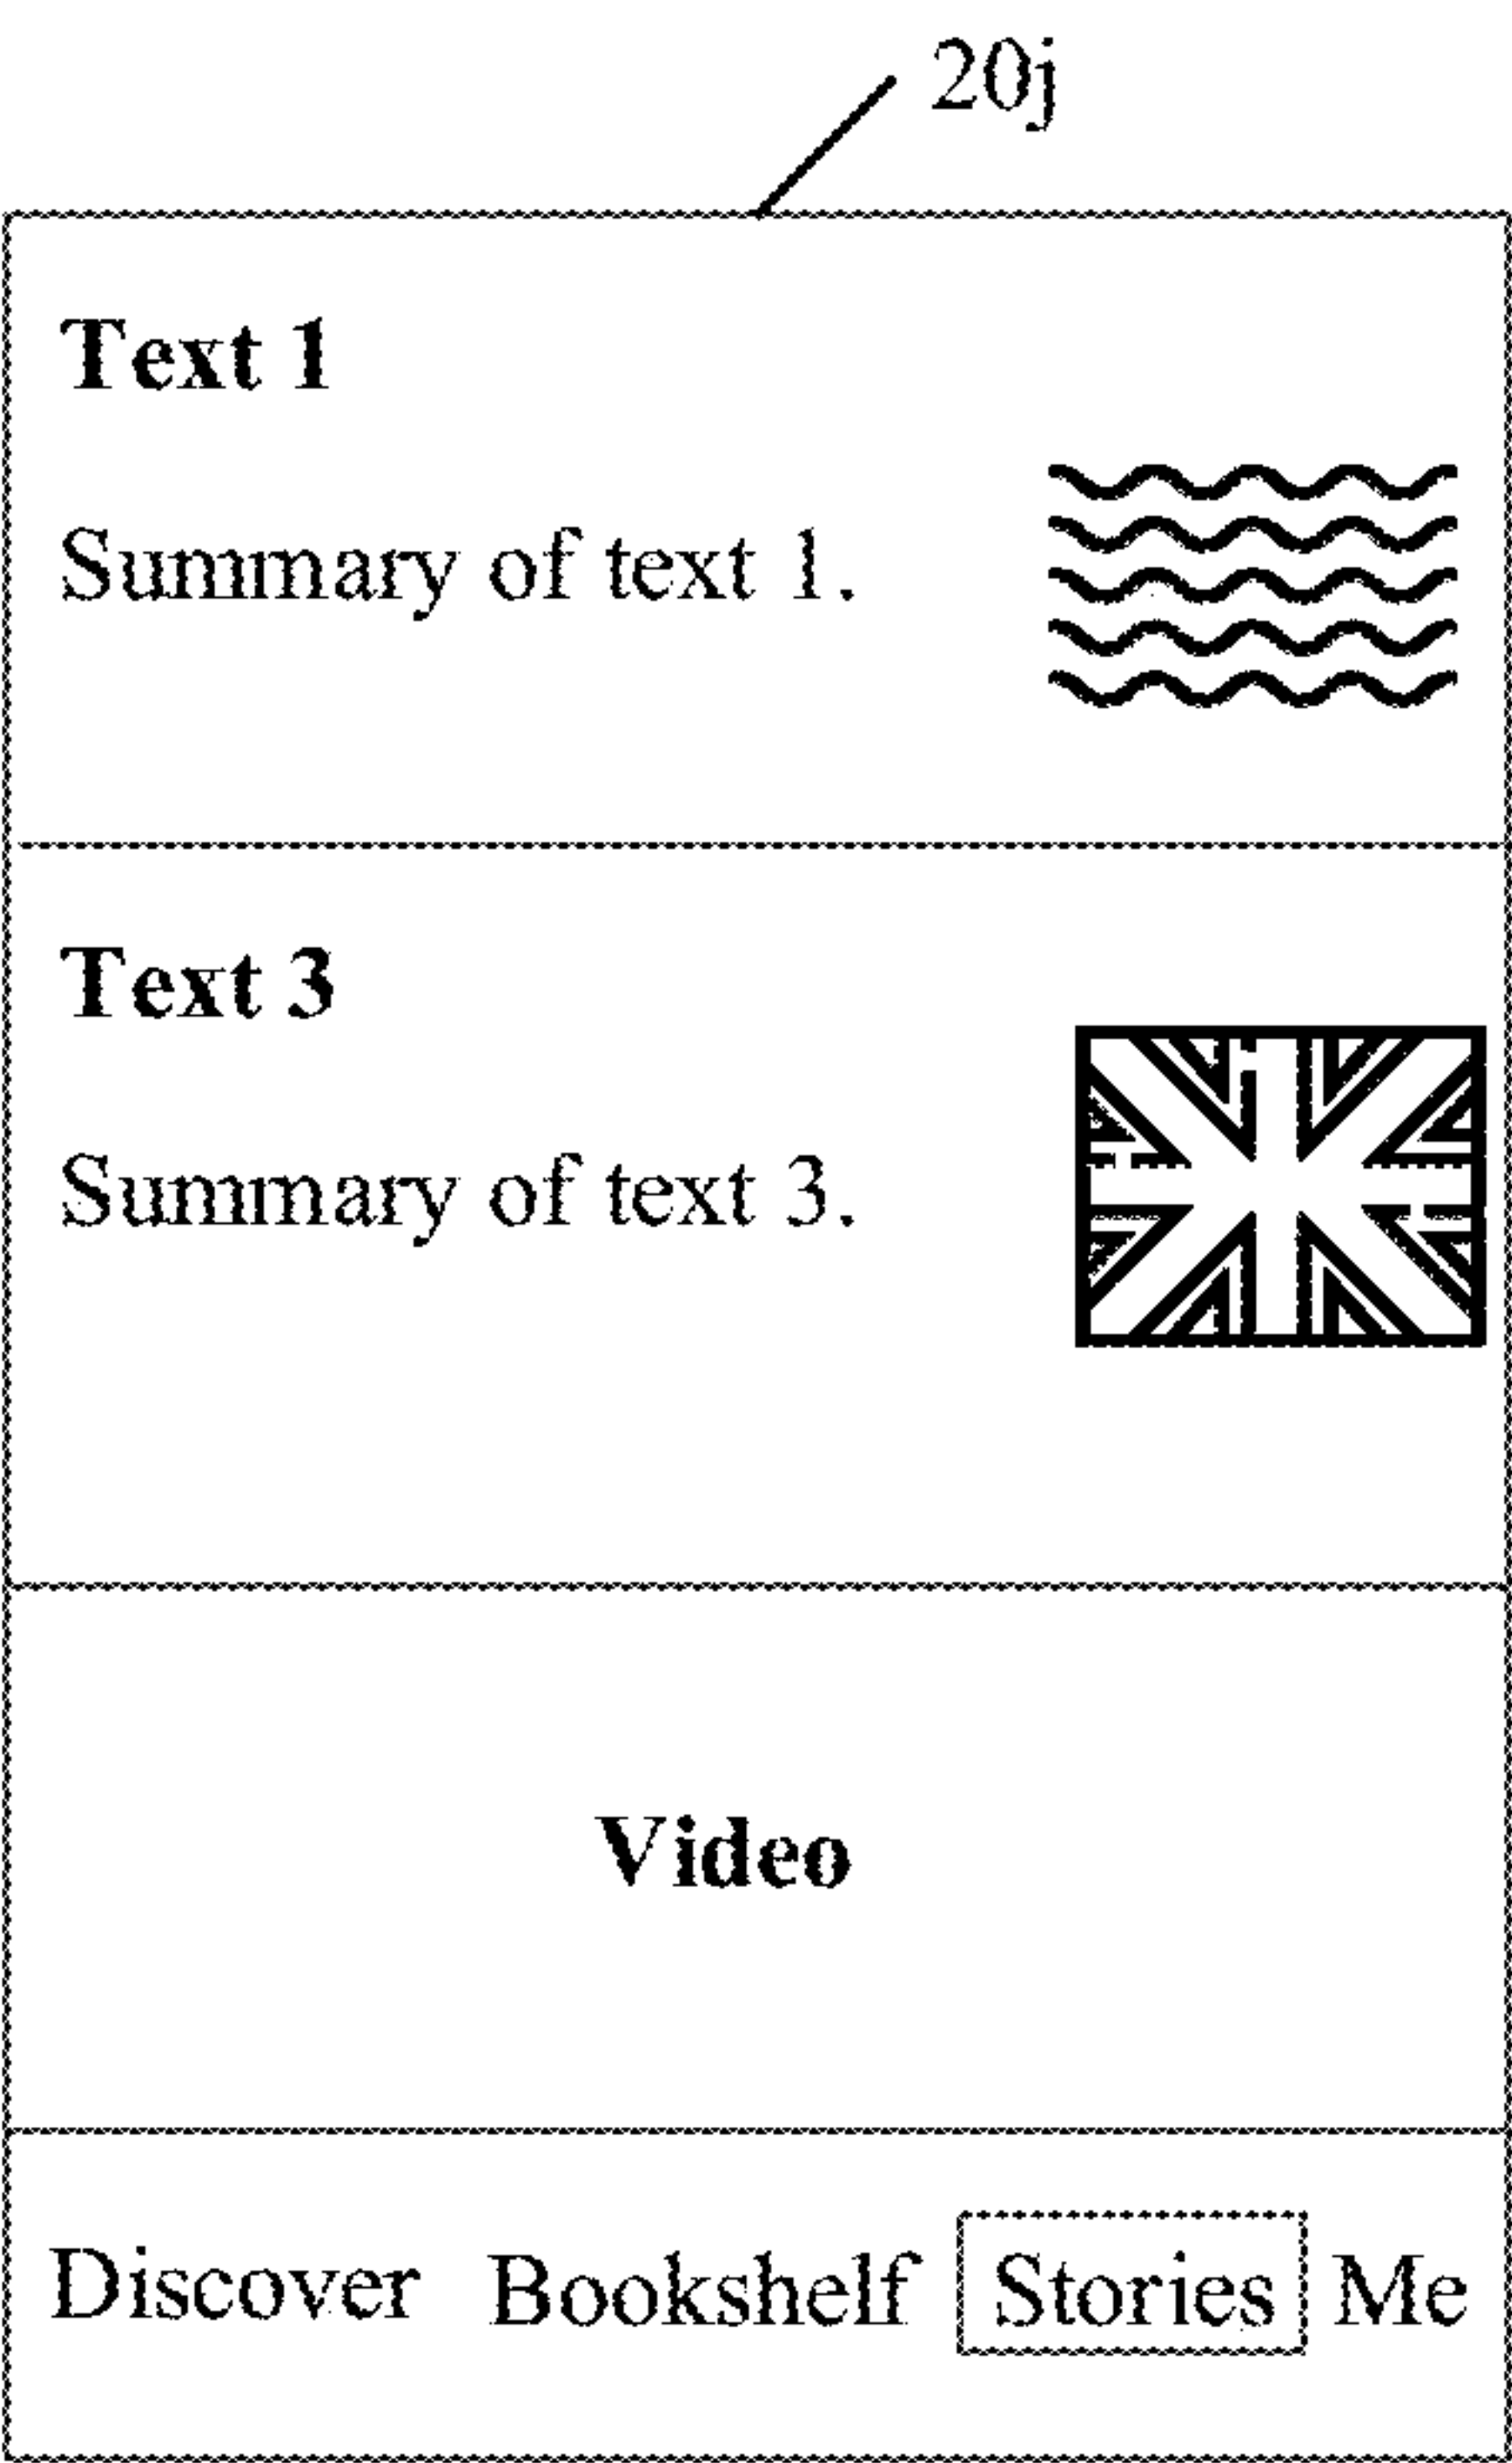 20j
Text 1
Summary of text 1.
Text 3
Summary of text 3.
Video
Discover Bookshelf Stories Me